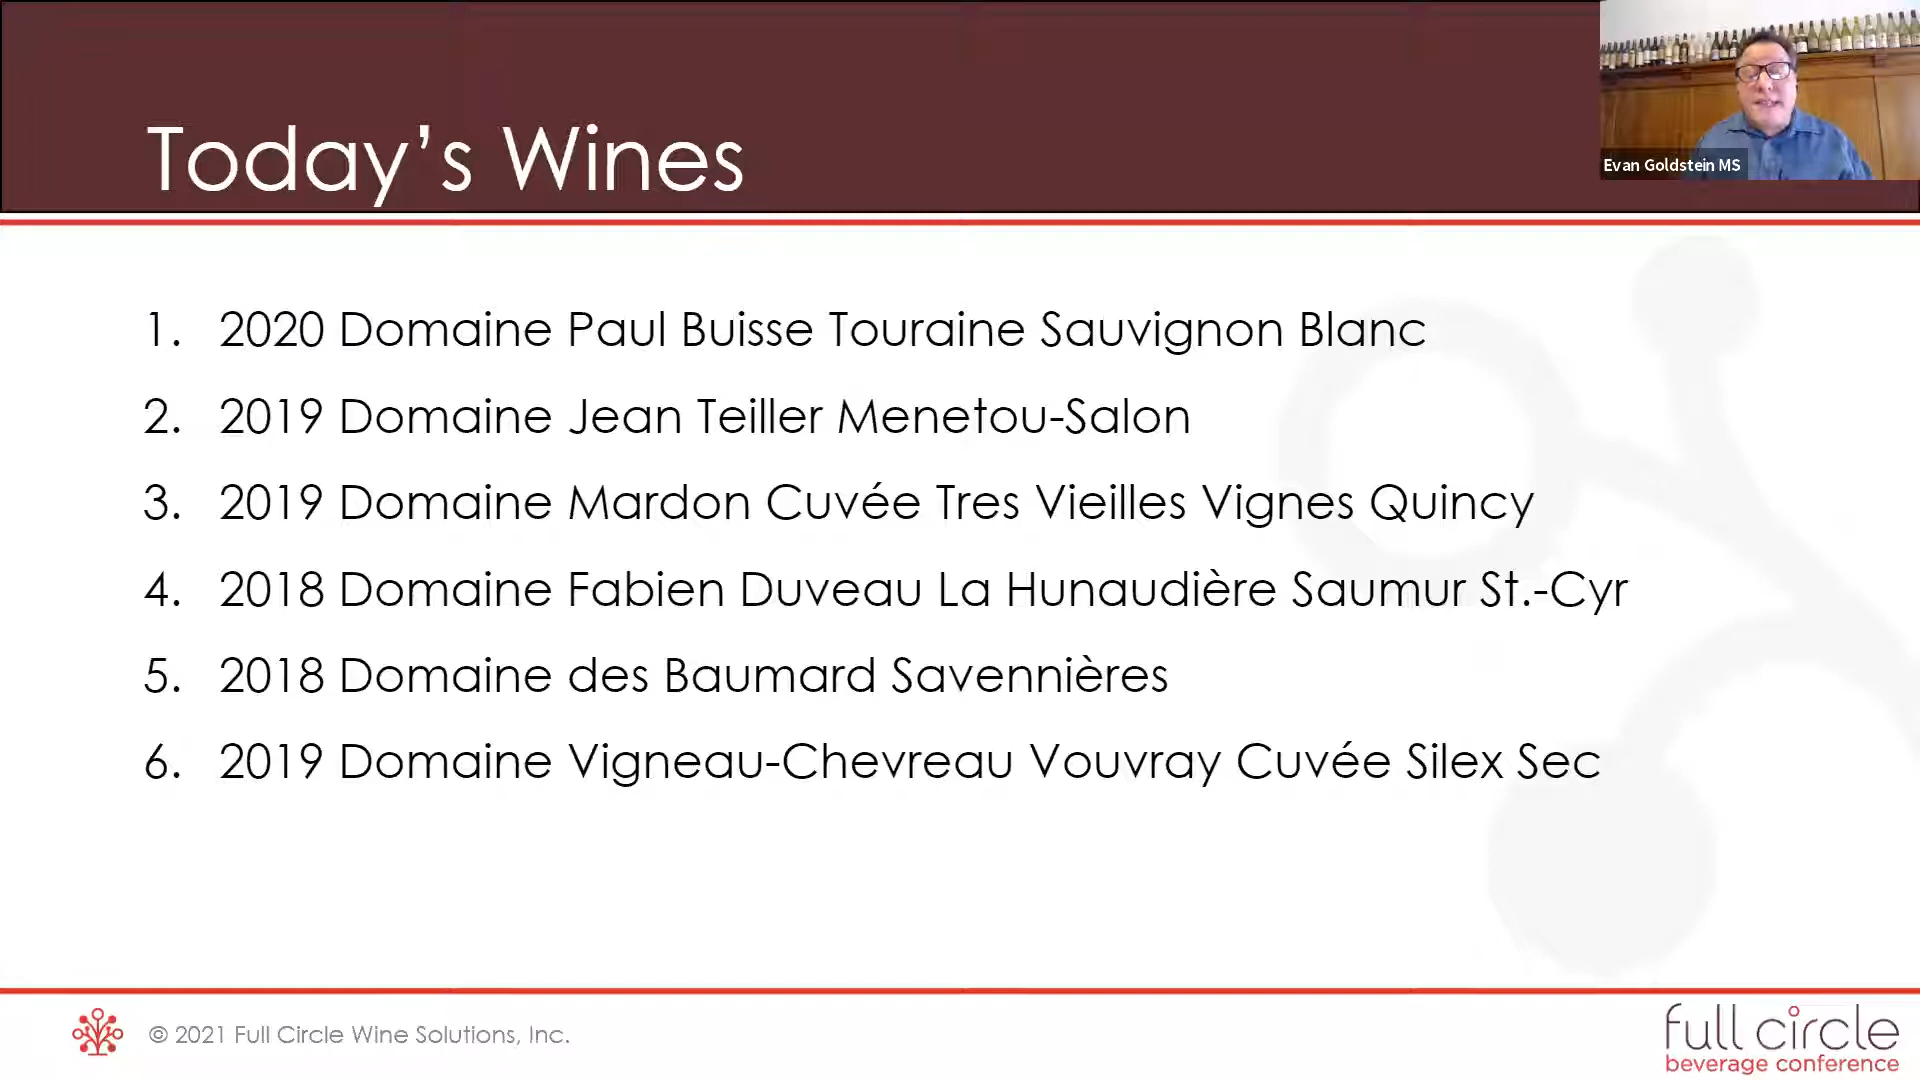 Today’s Wines
Evan Goldstein MS
1. 2020 Domaine Paul Buisse Touraine Sauvignon Blanc
2. 2019 Domaine Jean Teiller Menetou-Salon
3. 2019 Domaine Mardon Cuvée Tres Vieilles Vignes Quincy
4. 2018 Domaine Fabien Duveau La Hunaudière Saumur St.-Cyr
5. 2018 Domaine des Baumard Savennières
6. 2019 Domaine Vigneau-Chevreau Vouvray Cuvée Silex Sec
© 2021 Full Circle Wine Solutions, Inc.
full circle
beverage conference